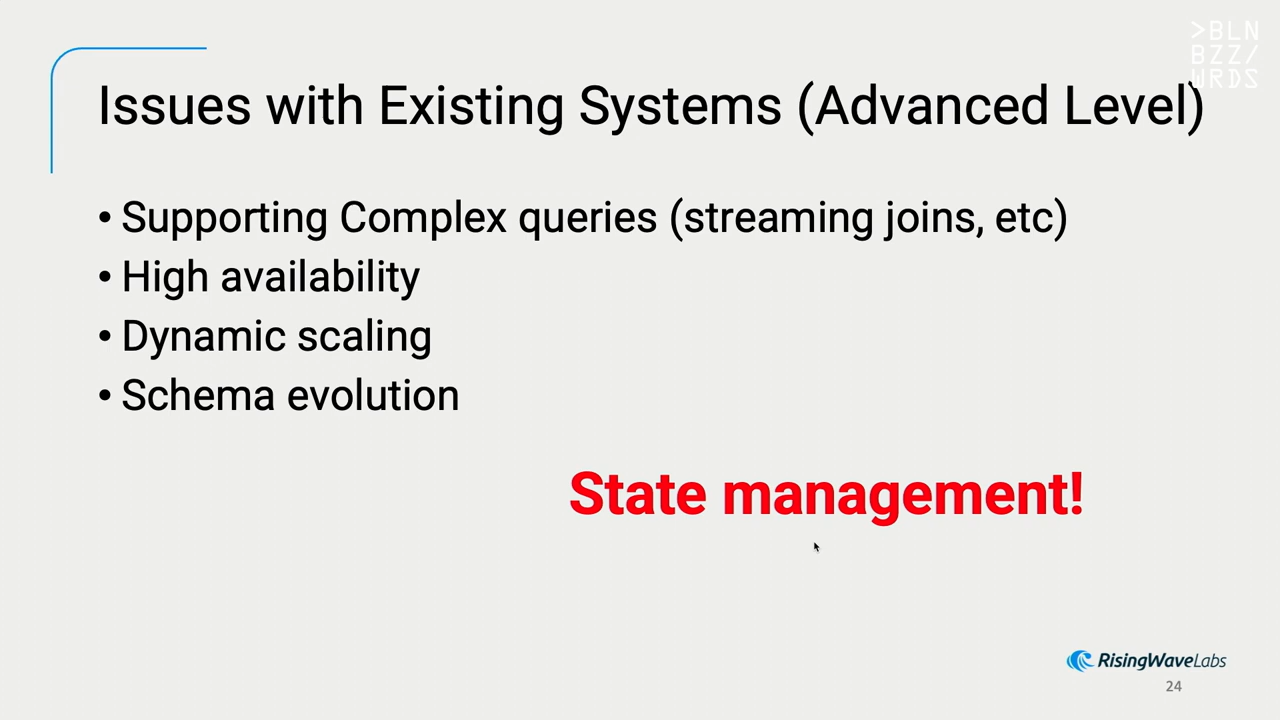 >BLN
BZZ/
WRDS
Issues with Existing Systems (Advanced Level)
• Supporting Complex queries (streaming joins, etc)
• High availability
• Dynamic scaling
• Schema evolution
State management!
RisingWaveLabs
24